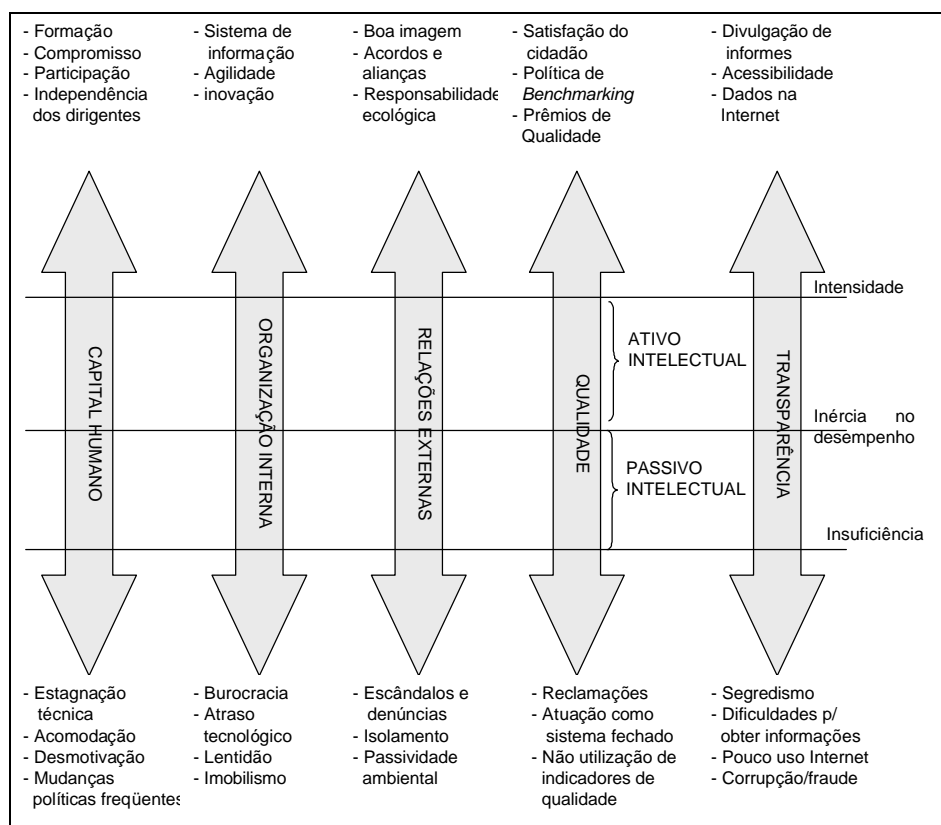 - Formação
- Compromisso
- Participação
- Independência
dos dirigentes
- Sistema de
informação
- Agilidade
- inovação
- Boa imagem
- Acordos e
alianças
- Responsabilidade
ecológica
- Satisfação do
cidadão
- Política de
Benchmarking
- Prêmios de
Qualidade
- Divulgação de
informes
- Acessibilidade
- Dados na
Internet
Intensidade
CAPITAL HUMANO
ORGANIZAÇÃO INTERNA
RELAÇÕES EXTERNAS
QUALIDADE
ATIVO
INTELECTUAL
PASSIVO
INTELECTUAL
TRANSPARÊNCIA
Inércia no
desempenho
Insuficiência
- Estagnação
técnica
- Acomodação
- Desmotivação
- Mudanças
políticas freqüentes
- Burocracia
- Atraso
tecnológico
- Lentidão
- Imobilismo
- Escândalos e
denúncias
- Isolamento
- Passividade
ambiental
- Reclamações
- Atuação como
sistema fechado
- Não utilização de
indicadores de
qualidade
- Segredismo
- Dificuldades p/
obter informações
- Pouco uso Internet
- Corrupção/fraude